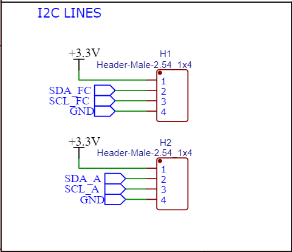 I2C LINES
H1
+3.3V
Header-Male-2.54_1x4
1
SDA_FC 2
SCL_FC 3
GND 4
H2
+3.3V
Header-Male-2.54_1x4
1
SDA_A 2
SCL_A 3
GND 4